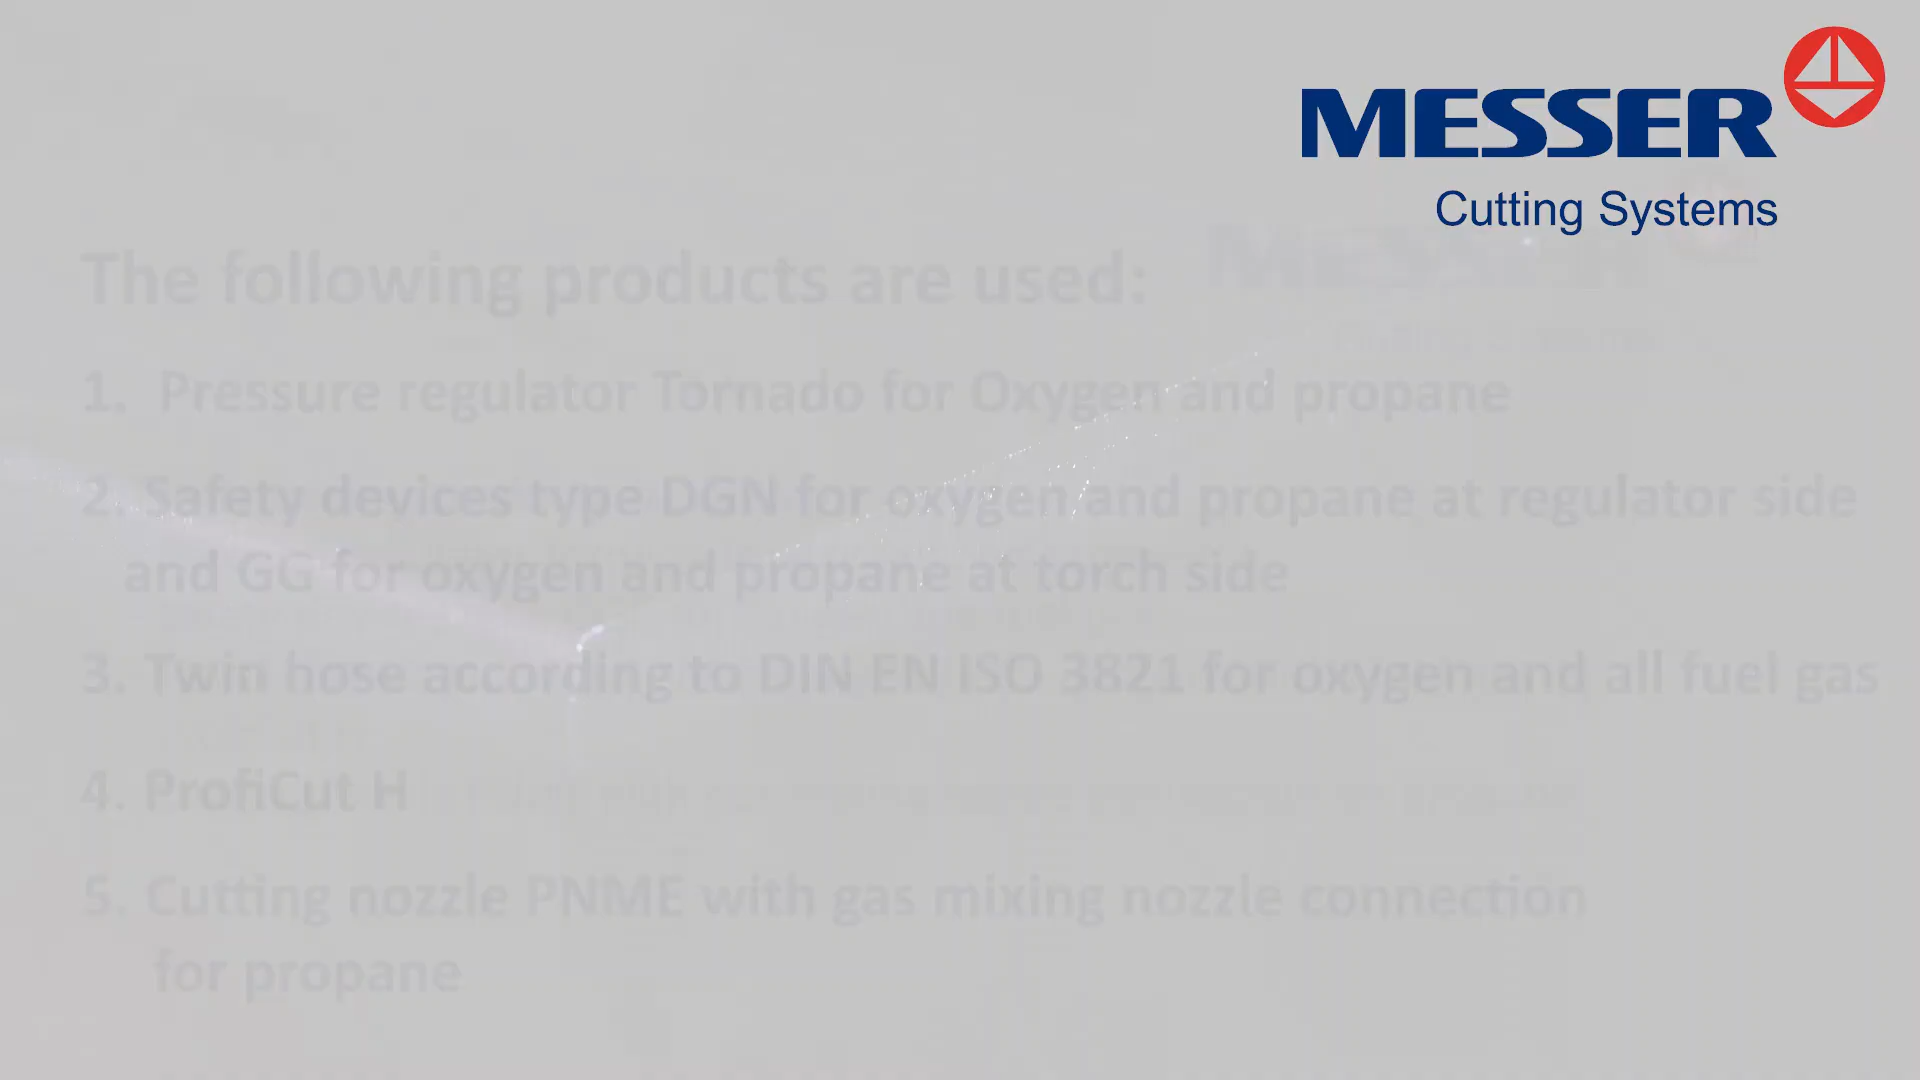 MESSER
Cutting Systems
The following products are used:
1. Pressure regulator Tornado for Oxygen and propane
2. Safety devices type DGN for oxygen and propane at regulator side
and GG for oxygen and propane at torch side
3. Twin hose according to DIN EN ISO 3821 for oxygen and all fuel gas
4. ProfiCut H
5. Cutting nozzle PNME with gas mixing nozzle connection
for propane